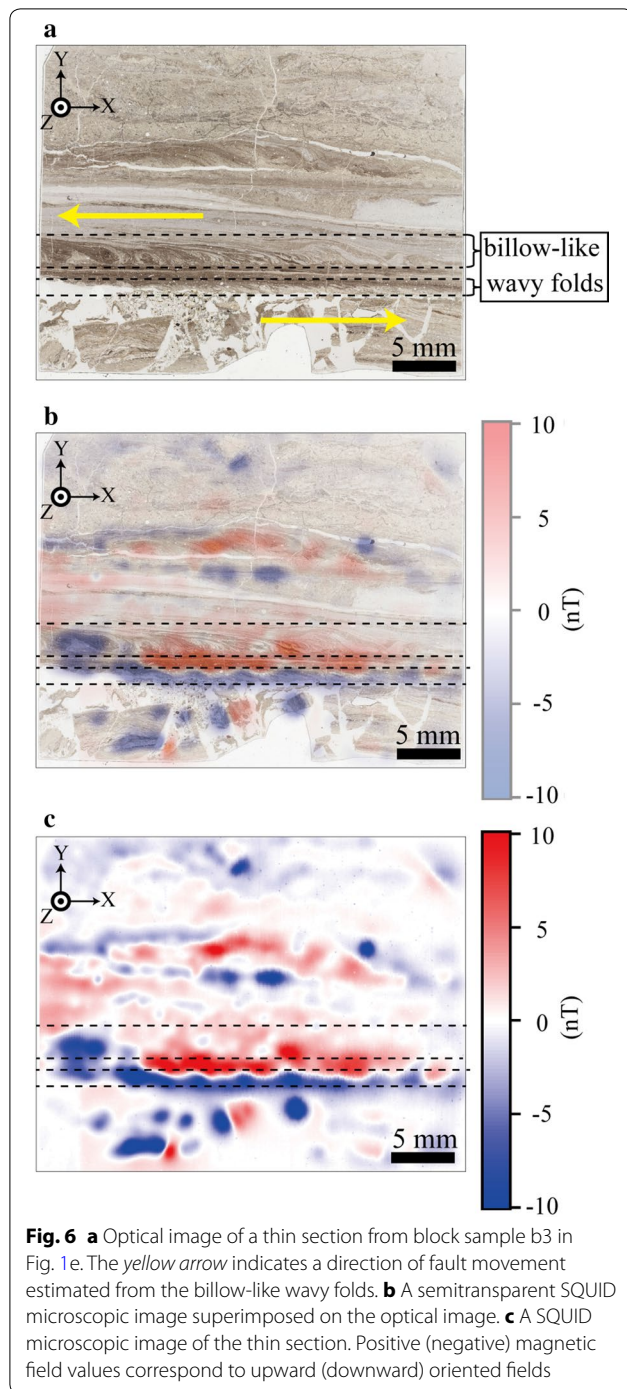 a
Y
Z X
billow-like
wavy folds
5 mm
b
Y
Z X
10
5
0
-5
-10
(nT)
5 mm
c
Y
Z X
10
5
0
-5
-10
(nT)
5 mm
Fig. 6 a Optical image of a thin section from block sample b3 in
Fig. 1e. The yellow arrow indicates a direction of fault movement
estimated from the billow-like wavy folds. b A semitransparent SQUID
microscopic image superimposed on the optical image. c A SQUID
microscopic image of the thin section. Positive (negative) magnetic
field values correspond to upward (downward) oriented fields